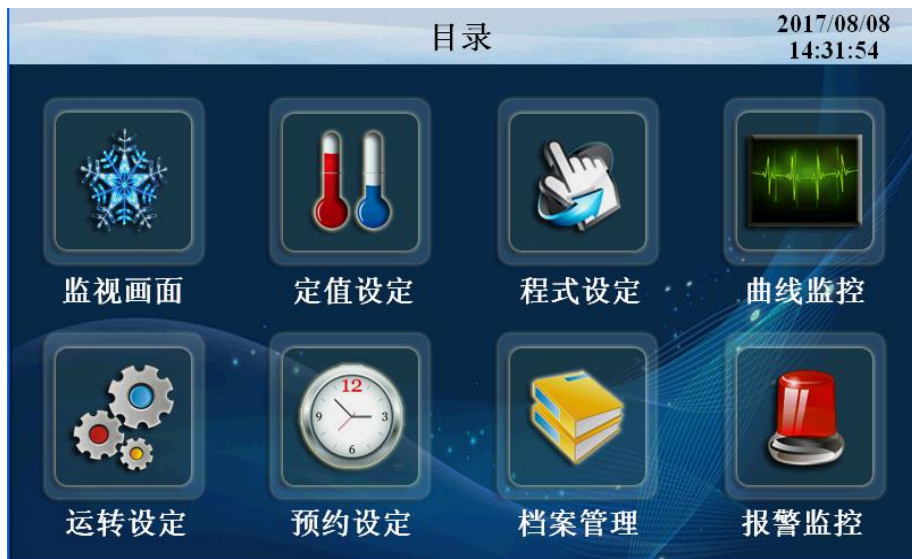 目录
2017/08/08
14:31:54
监视画面 定值设定 程式设定 曲线监控
12
9 3
6
运转设定 预约设定 档案管理 报警监控